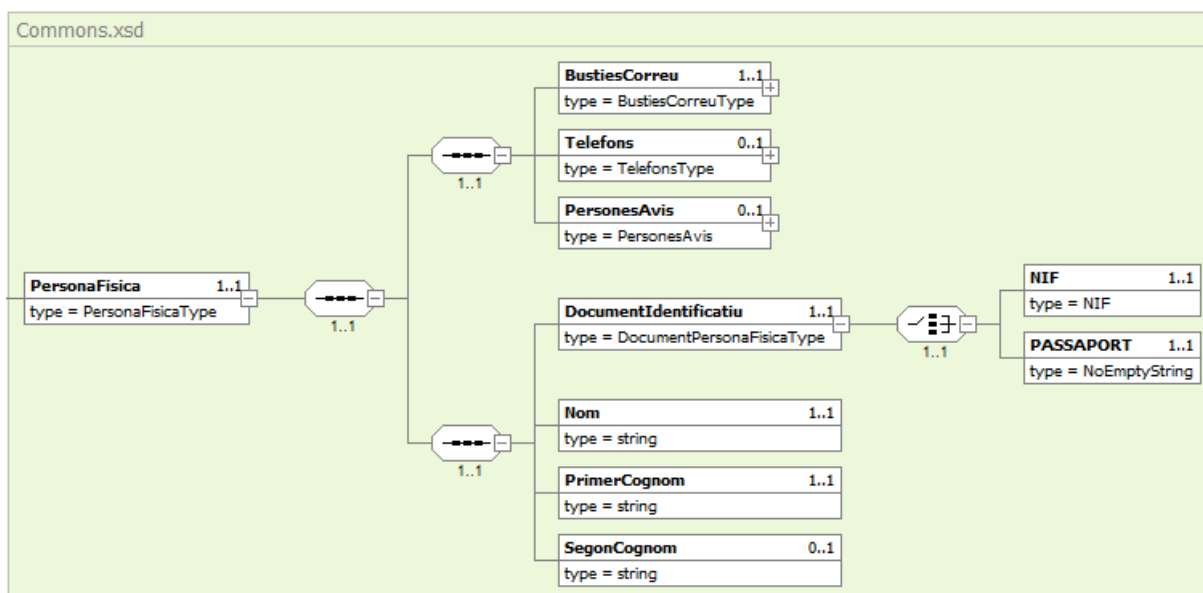 Commons.xsd
BustiesCorreu 1..1
type = BustiesCorreuType
Telefons 0..1
type = TelefonsType
1..1
PersonesAvis 0..1
type = PersonesAvis
PersonaFisica 1..1
type = PersonaFisicaType
1..1
DocumentIdentificatiu 1..1
type = DocumentPersonaFisicaType
1..1
NIF 1..1
type = NIF
PASSAPORT 1..1
type = NoEmptyString
Nom 1..1
type = string
1..1
PrimerCognom 1..1
type = string
SegonCognom 0..1
type = string